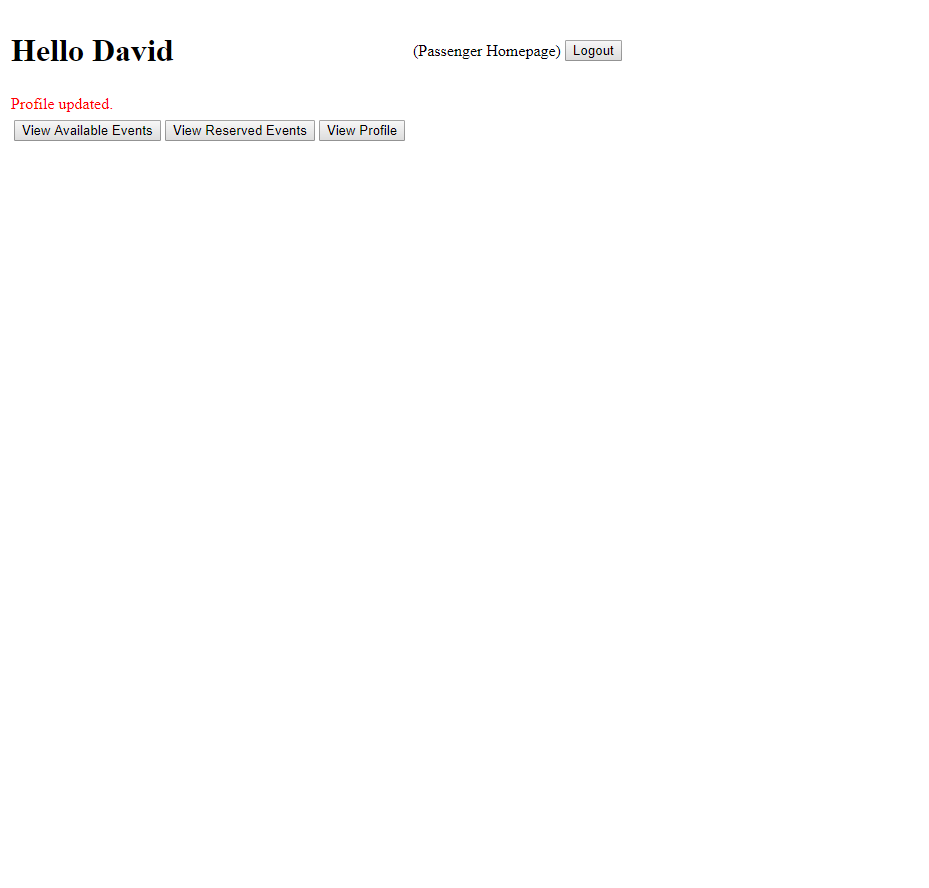 Hello David (Passenger Homepage) Logout
Profile updated.
View Available Events View Reserved Events View Profile